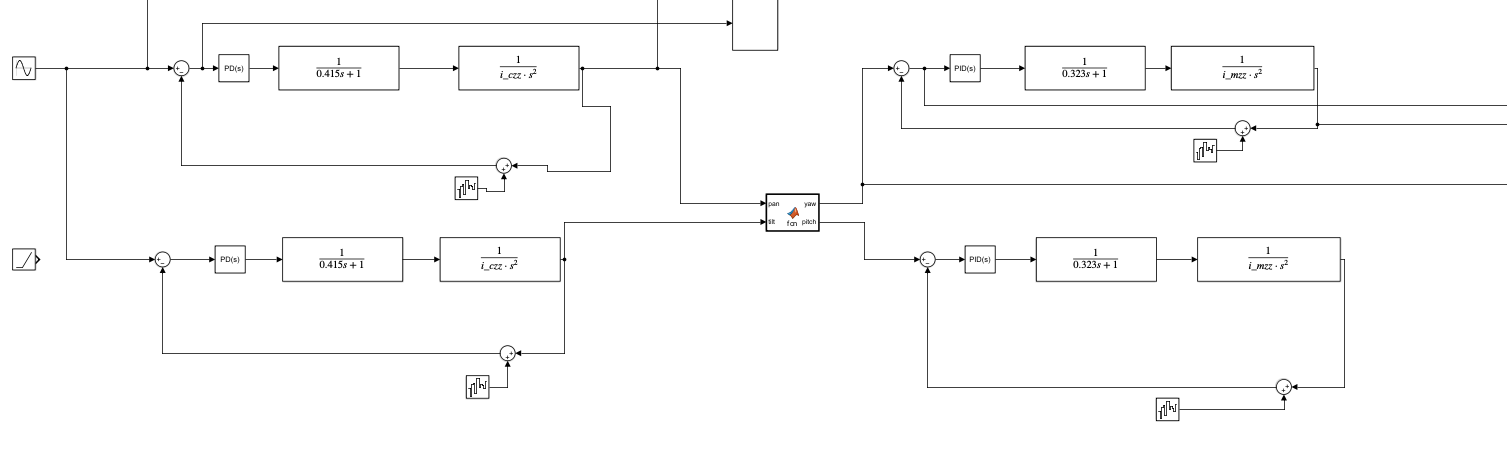 PD(s)
1
0.415s + 1
1
i_czz · s²
PID(s)
1
0.323s + 1
1
i_mzz · s²
pan
yaw
tilt
fcn
pitch
PD(s)
1
0.415s + 1
1
i_czz · s²
PID(s)
1
0.323s + 1
1
i_mzz · s²